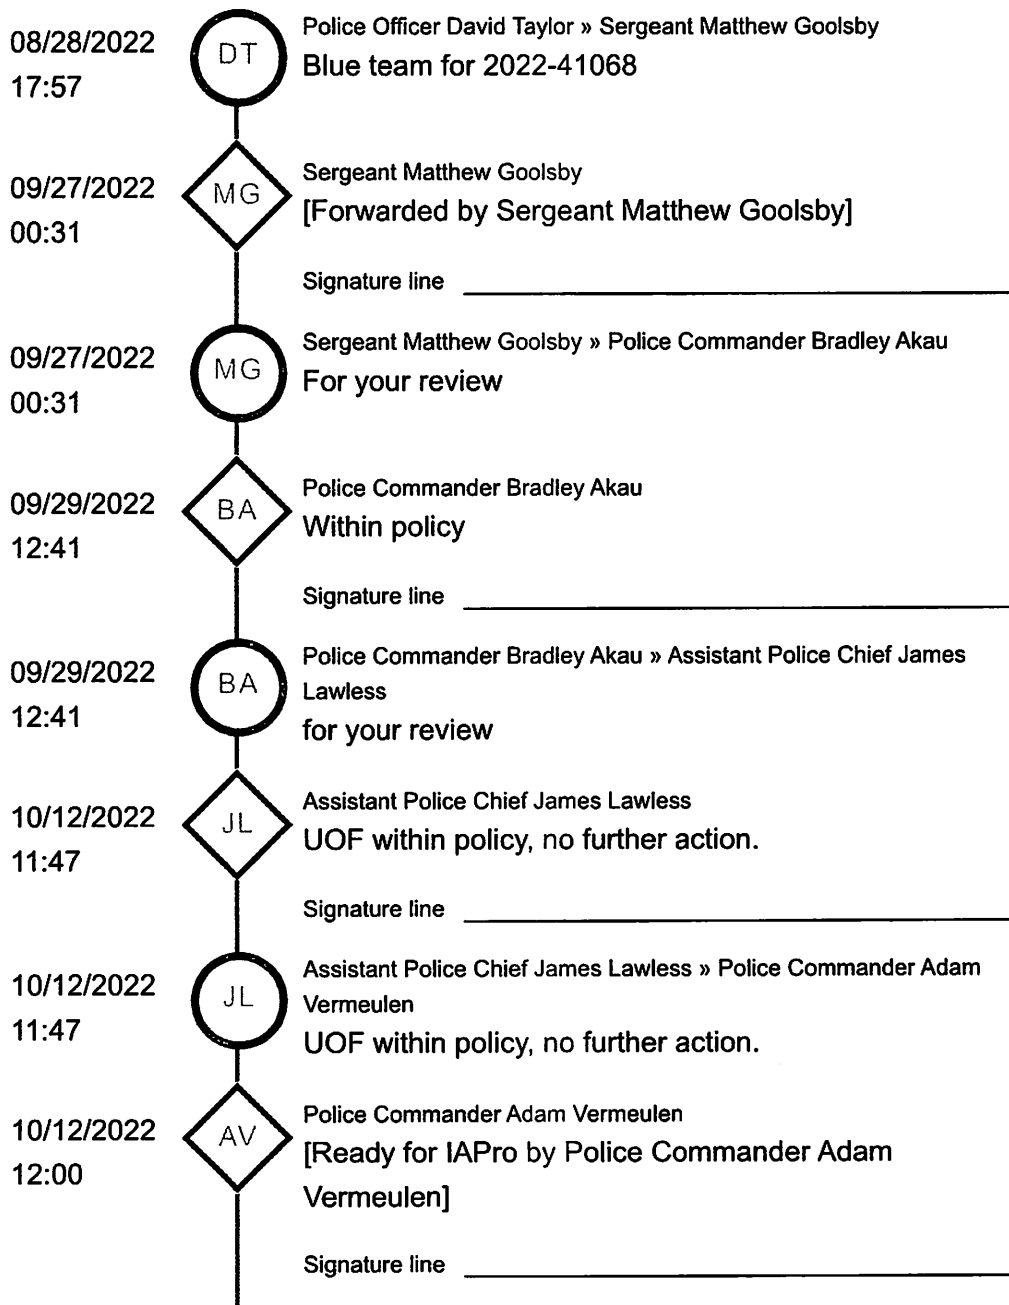 08/28/2022
17:57
DT
Police Officer David Taylor » Sergeant Matthew Goolsby
Blue team for 2022-41068
09/27/2022
00:31
MG
Sergeant Matthew Goolsby
[Forwarded by Sergeant Matthew Goolsby]
Signature line
09/27/2022
00:31
MG
Sergeant Matthew Goolsby » Police Commander Bradley Akau
For your review
09/29/2022
12:41
BA
Police Commander Bradley Akau
Within policy
Signature line
09/29/2022
12:41
BA
Police Commander Bradley Akau » Assistant Police Chief James
Lawless
for your review
10/12/2022
11:47
JL
Assistant Police Chief James Lawless
UOF within policy, no further action.
Signature line
10/12/2022
11:47
JL
Assistant Police Chief James Lawless » Police Commander Adam
Vermeulen
UOF within policy, no further action.
10/12/2022
12:00
AV
Police Commander Adam Vermeulen
[Ready for IAPro by Police Commander Adam
Vermeulen]
Signature line